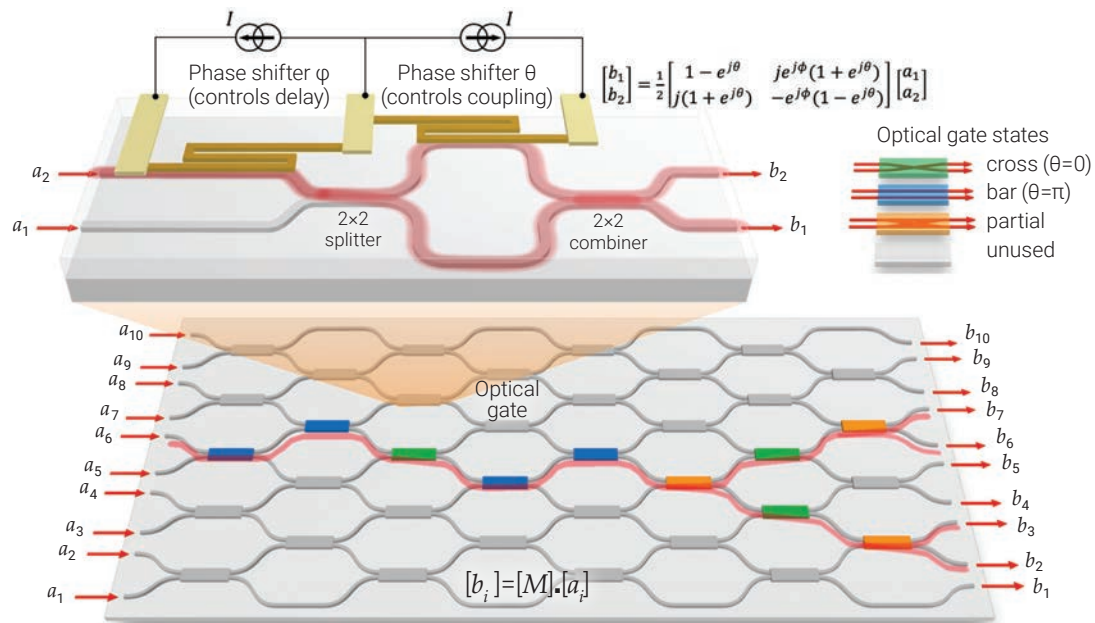 I
I
Phase shifter φ
(controls delay)
Phase shifter θ
(controls coupling)
[b₁ b₂] = ½ [1 − e^{jθ} je^{jϕ}(1 + e^{jθ}) j(1 + e^{jθ}) −e^{jϕ}(1 − e^{jθ})] [a₁ a₂]
Optical gate states
cross (θ=0)
bar (θ=π)
partial
unused
a₂
a₁
2×2
splitter
2×2
combiner
b₂
b₁
a₁₀
a₉
a₈
a₇
a₆
a₅
a₄
a₃
a₂
a₁
Optical
gate
[b_i]=[M].[a_i]
b₁₀
b₉
b₈
b₇
b₆
b₅
b₄
b₃
b₂
b₁